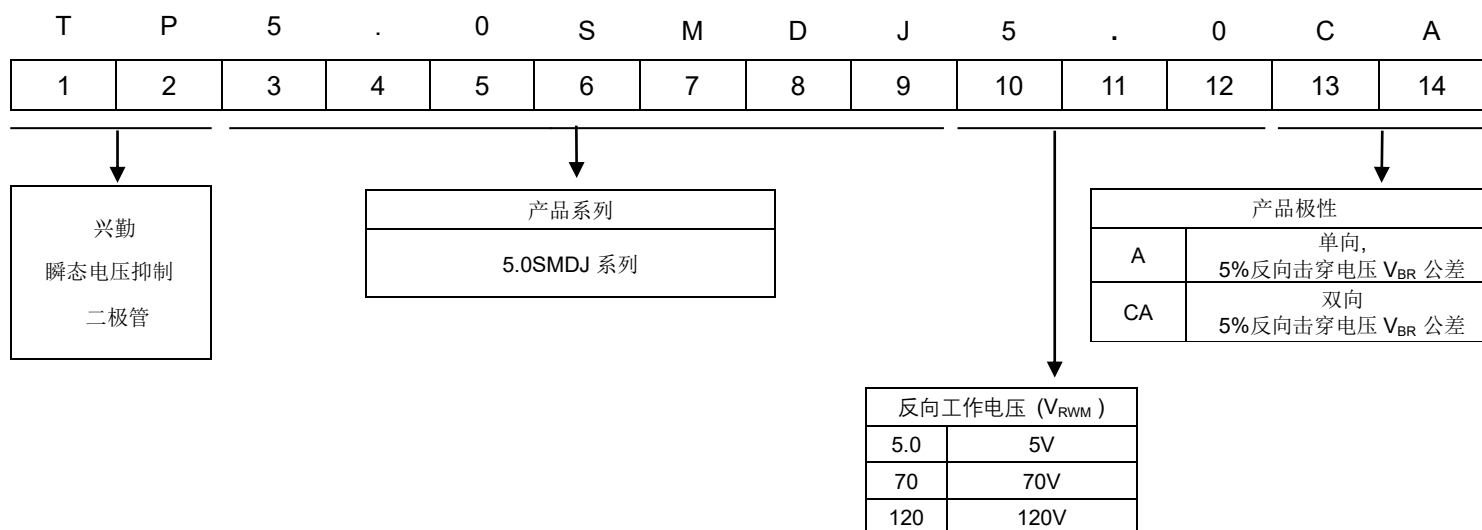 T P 5 . 0 S M D J 5 . 0 C A
1 2 3 4 5 6 7 8 9 10 11 12 13 14
兴勤
瞬态电压抑制
二极管
产品系列
5.0SMDJ 系列
产品极性
A 单向,
5%反向击穿电压 VBR 公差
CA 双向
5%反向击穿电压 VBR 公差
反向工作电压 (VRWM )
5.0 5V
70 70V
120 120V